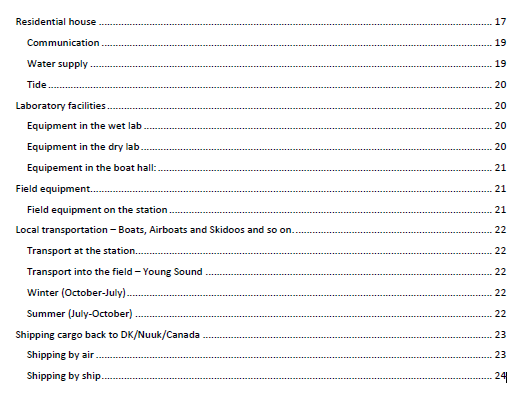 Residential house ........ 17
Communication ........ 19
Water supply ........ 19
Tide ........ 20
Laboratory facilities ........ 20
Equipment in the wet lab ........ 20
Equipment in the dry lab ........ 20
Equipement in the boat hall: ........ 21
Field equipment ........ 21
Field equipment on the station ........ 21
Local transportation – Boats, Airboats and Skidoos and so on. ........ 22
Transport at the station ........ 22
Transport into the field – Young Sound ........ 22
Winter (October-July) ........ 22
Summer (July-October) ........ 22
Shipping cargo back to DK/Nuuk/Canada ........ 23
Shipping by air ........ 23
Shipping by ship ........ 24